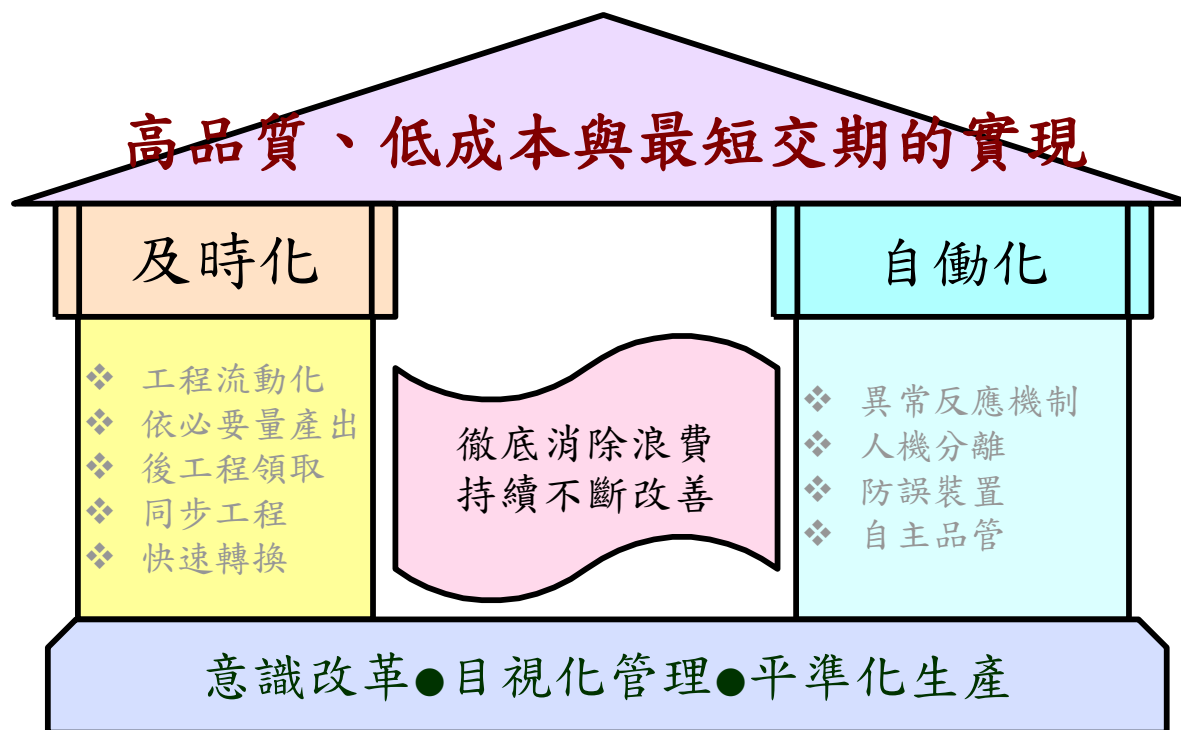 高品質、低成本與最短交期的實現
及時化
❖ 工程流動化
❖ 依必要量產出
❖ 後工程領取
❖ 同步工程
❖ 快速轉換
徹底消除浪費
持續不斷改善
自働化
❖ 異常反應機制
❖ 人機分離
❖ 防誤裝置
❖ 自主品管
意識改革●目視化管理●平準化生產